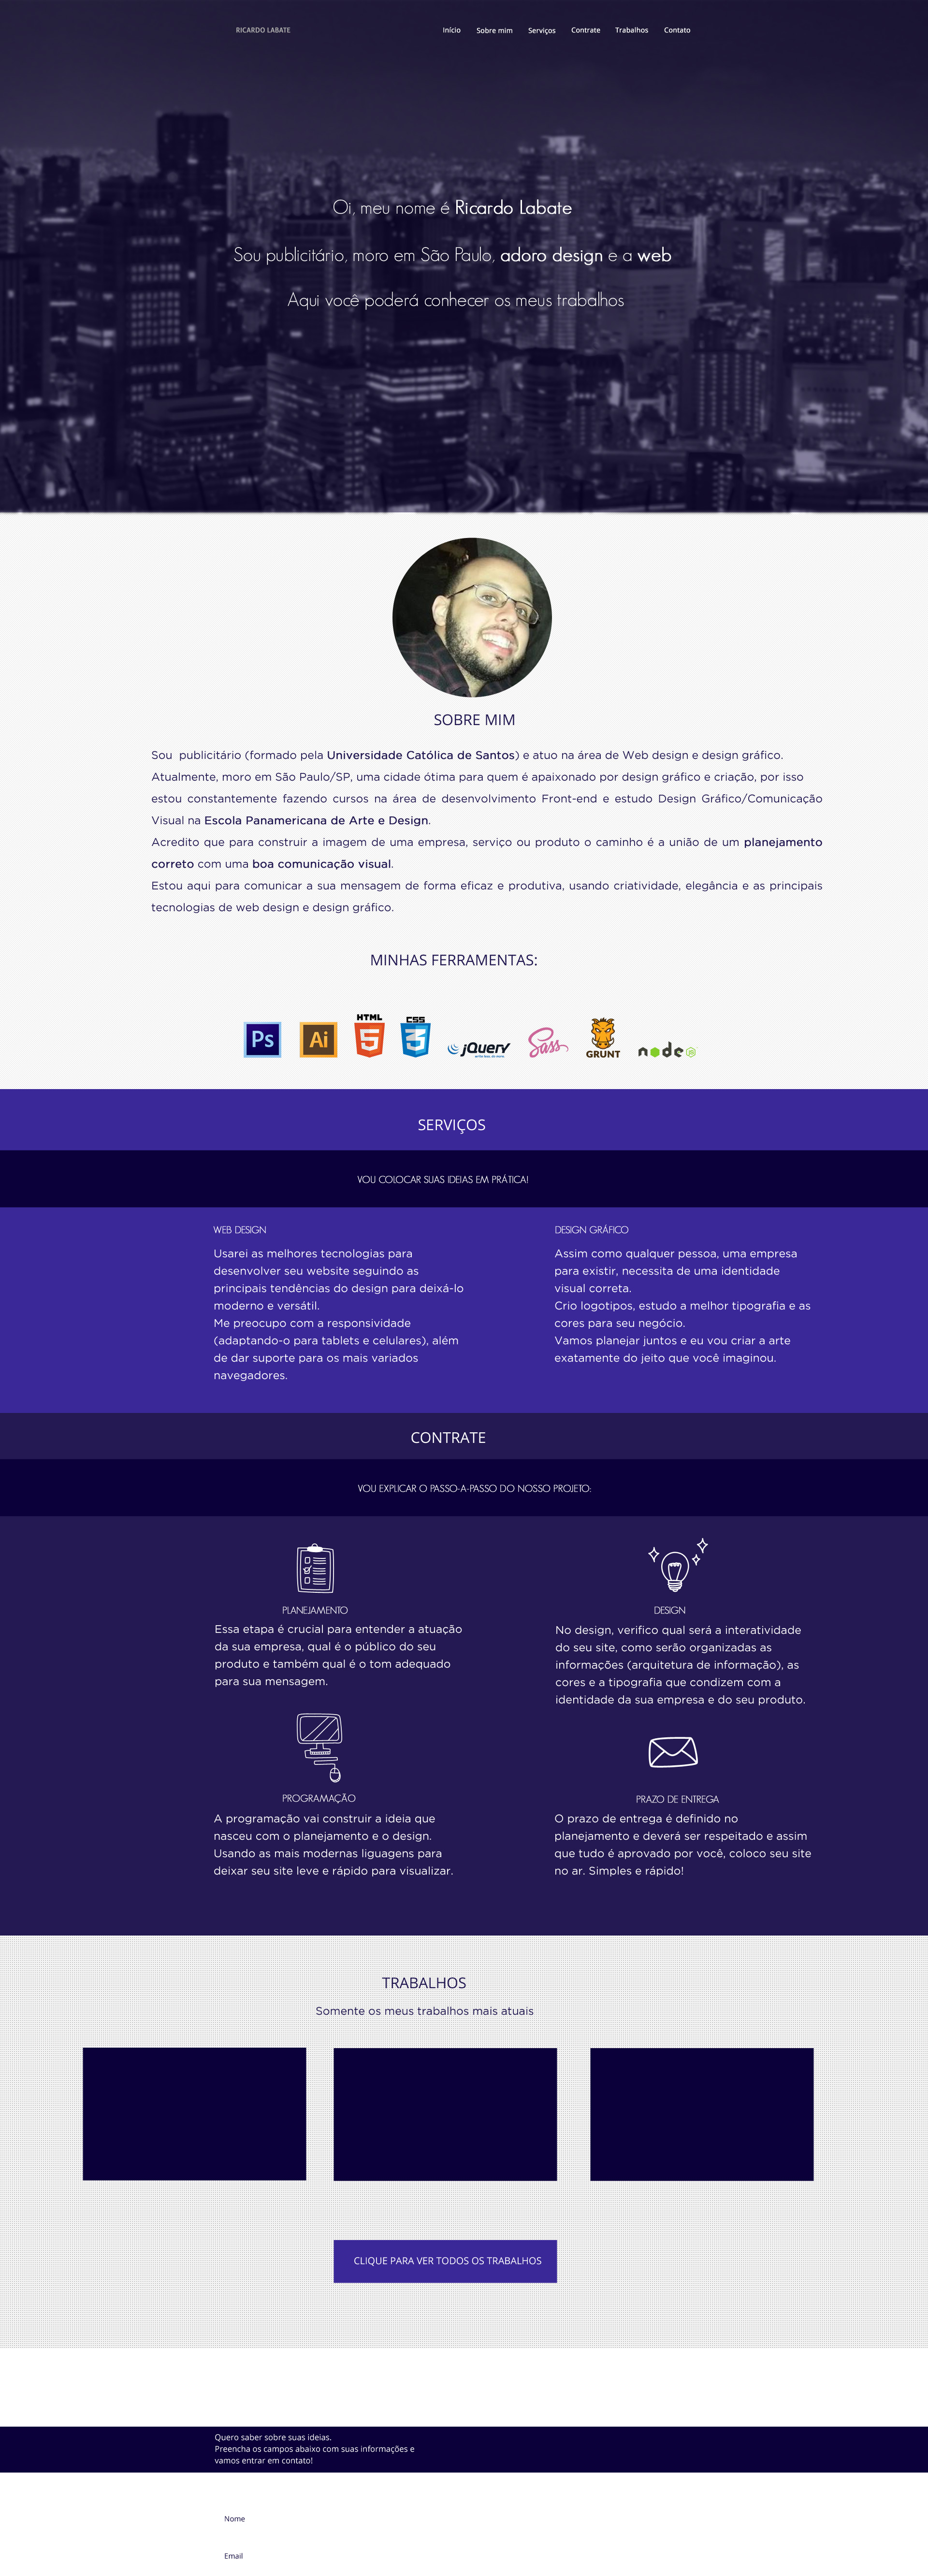 RICARDO LABATE
Início Sobre mim Serviços Contrate Trabalhos Contato
Oi, meu nome é Ricardo Labate
Sou publicitário, moro em São Paulo, adoro design e a web
Aqui você poderá conhecer os meus trabalhos
SOBRE MIM
Sou publicitário (formado pela Universidade Católica de Santos) e atuo na área de Web design e design gráfico.
Atualmente, moro em São Paulo/SP, uma cidade ótima para quem é apaixonado por design gráfico e criação, por isso
estou constantemente fazendo cursos na área de desenvolvimento Front-end e estudo Design Gráfico/Comunicação
Visual na Escola Panamericana de Arte e Design.
Acredito que para construir a imagem de uma empresa, serviço ou produto o caminho é a união de um planejamento
correto com uma boa comunicação visual.
Estou aqui para comunicar a sua mensagem de forma eficaz e produtiva, usando criatividade, elegância e as principais
tecnologias de web design e design gráfico.
MINHAS FERRAMENTAS:
Ps Ai HTML 5 CSS 3 jQuery write less, do more. Sass GRUNT node JS
SERVIÇOS
VOU COLOCAR SUAS IDEIAS EM PRÁTICA!
WEB DESIGN
Usarei as melhores tecnologias para
desenvolver seu website seguindo as
principais tendências do design para deixá-lo
moderno e versátil.
Me preocupo com a responsividade
(adaptando-o para tablets e celulares), além
de dar suporte para os mais variados
navegadores.
DESIGN GRÁFICO
Assim como qualquer pessoa, uma empresa
para existir, necessita de uma identidade
visual correta.
Crio logotipos, estudo a melhor tipografia e as
cores para seu negócio.
Vamos planejar juntos e eu vou criar a arte
exatamente do jeito que você imaginou.
CONTRATE
VOU EXPLICAR O PASSO-A-PASSO DO NOSSO PROJETO:
PLANEJAMENTO
Essa etapa é crucial para entender a atuação
da sua empresa, qual é o público do seu
produto e também qual é o tom adequado
para sua mensagem.
DESIGN
No design, verifico qual será a interatividade
do seu site, como serão organizadas as
informações (arquitetura de informação), as
cores e a tipografia que condizem com a
identidade da sua empresa e do seu produto.
PROGRAMAÇÃO
A programação vai construir a ideia que
nasceu com o planejamento e o design.
Usando as mais modernas liguagens para
deixar seu site leve e rápido para visualizar.
PRAZO DE ENTREGA
O prazo de entrega é definido no
planejamento e deverá ser respeitado e assim
que tudo é aprovado por você, coloco seu site
no ar. Simples e rápido!
TRABALHOS
Somente os meus trabalhos mais atuais
CLIQUE PARA VER TODOS OS TRABALHOS
Quero saber sobre suas ideias.
Preencha os campos abaixo com suas informações e
vamos entrar em contato!
Nome
Email